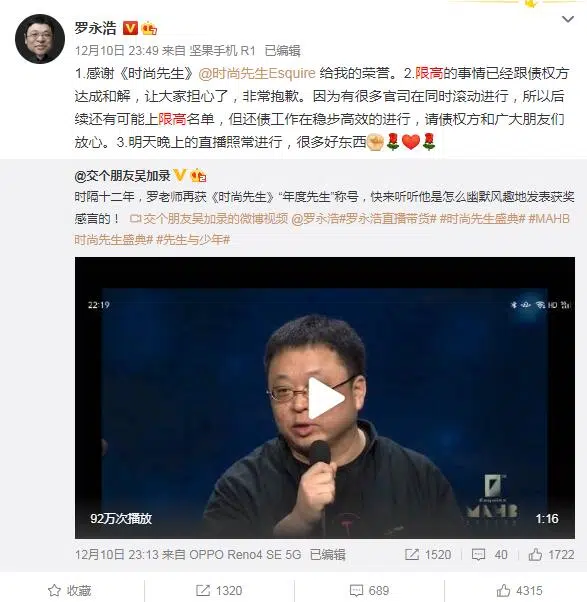 罗永浩
12月10日 23:49 来自 坚果手机 R1 已编辑
1.感谢《时尚先生》@时尚先生Esquire 给我的荣誉。2.限高的事情已经跟债权方
达成和解，让大家担心了，非常抱歉。因为有很多官司在同时滚动进行，所以后
续还有可能上限高名单，但还债工作在稳步高效的进行，请债权方和广大朋友们
放心。3.明天晚上的直播照常进行，很多好东西
@交个朋友吴加录
时隔十二年，罗老师再获《时尚先生》“年度先生”称号，快来听听他是怎么幽默风趣地发表获奖
感言的！ 交个朋友吴加录的微博视频 @罗永浩#罗永浩直播带货# #时尚先生盛典# #MAHB
时尚先生盛典# #先生与少年#
22:19
HD
Esquire
MAHB
92万次播放
1:16
12月10日 23:13 来自 OPPO Reno4 SE 5G 已编辑
1520
40
1722
收藏
1320
689
4315